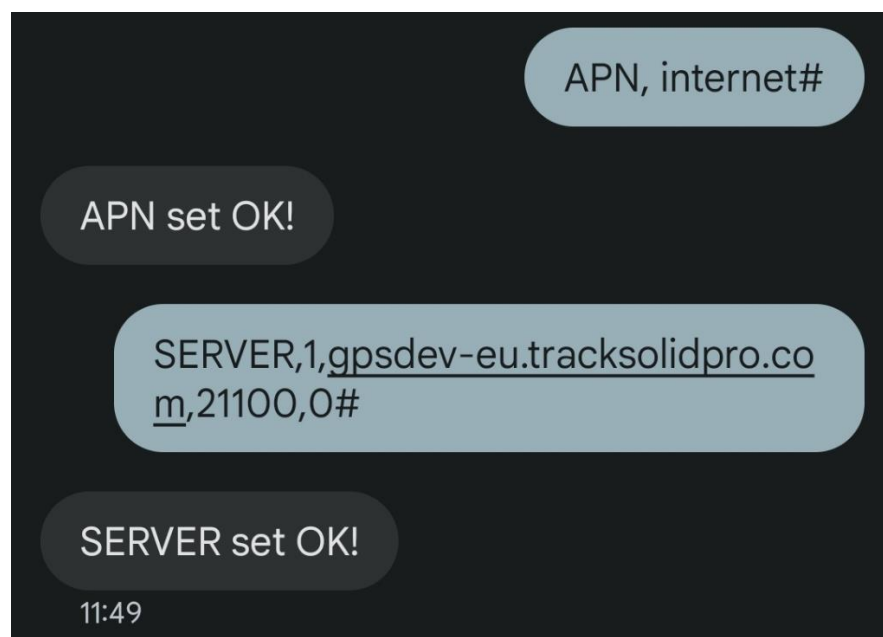 APN, internet#
APN set OK!
SERVER,1,gpsdev-eu.tracksolidpro.co
m,21100,0#
SERVER set OK!
11:49